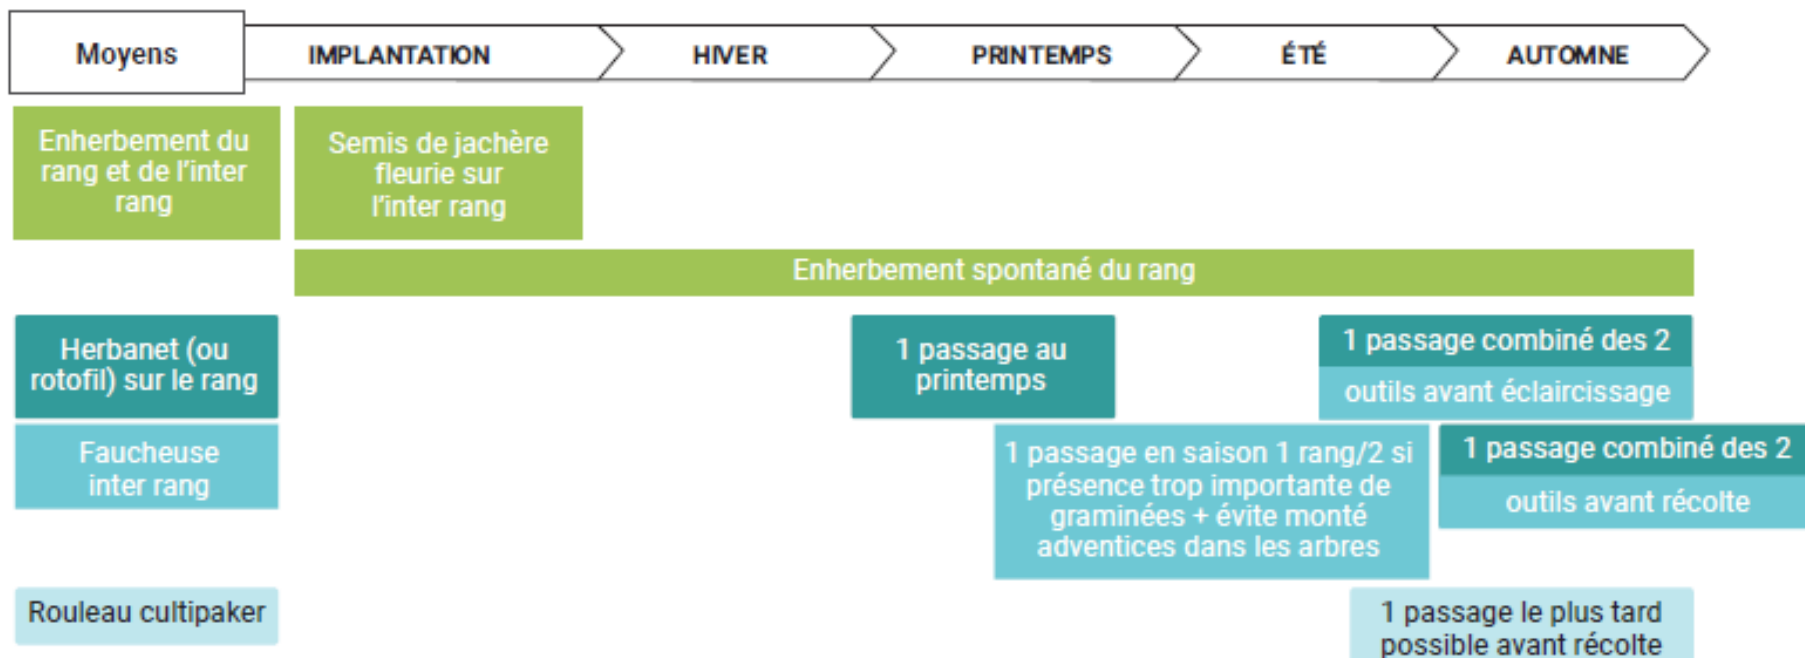 Moyens
IMPLANTATION
HIVER
PRINTEMPS
ÉTÉ
AUTOMNE
Enherbement du
rang et de l'inter
rang
Semis de jachère
fleurie sur
l'inter rang
Enherbement spontané du rang
Herbanet (ou
rotofil) sur le rang
1 passage au
printemps
1 passage combiné des 2
outils avant éclaircissage
Faucheuse
inter rang
1 passage en saison 1 rang/2 si
présence trop importante de
graminées + évite monté
adventices dans les arbres
1 passage combiné des 2
outils avant récolte
Rouleau cultipaker
1 passage le plus tard
possible avant récolte